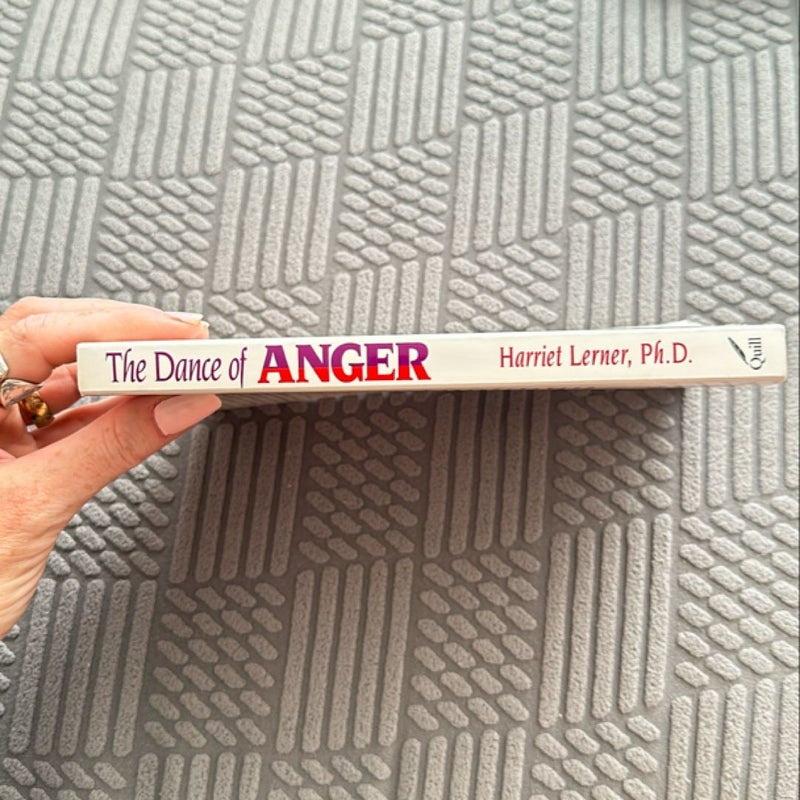 The Dance of ANGER Harriet Lerner, Ph.D. Quill